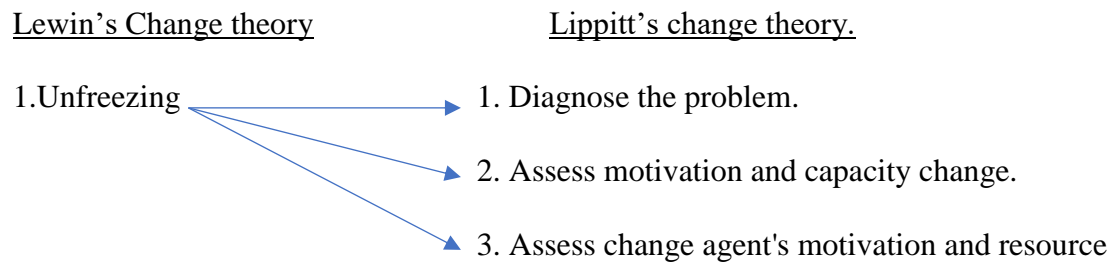 Lewin’s Change theory Lippitt’s change theory.
1.Unfreezing 1. Diagnose the problem.
2. Assess motivation and capacity change.
3. Assess change agent's motivation and resource